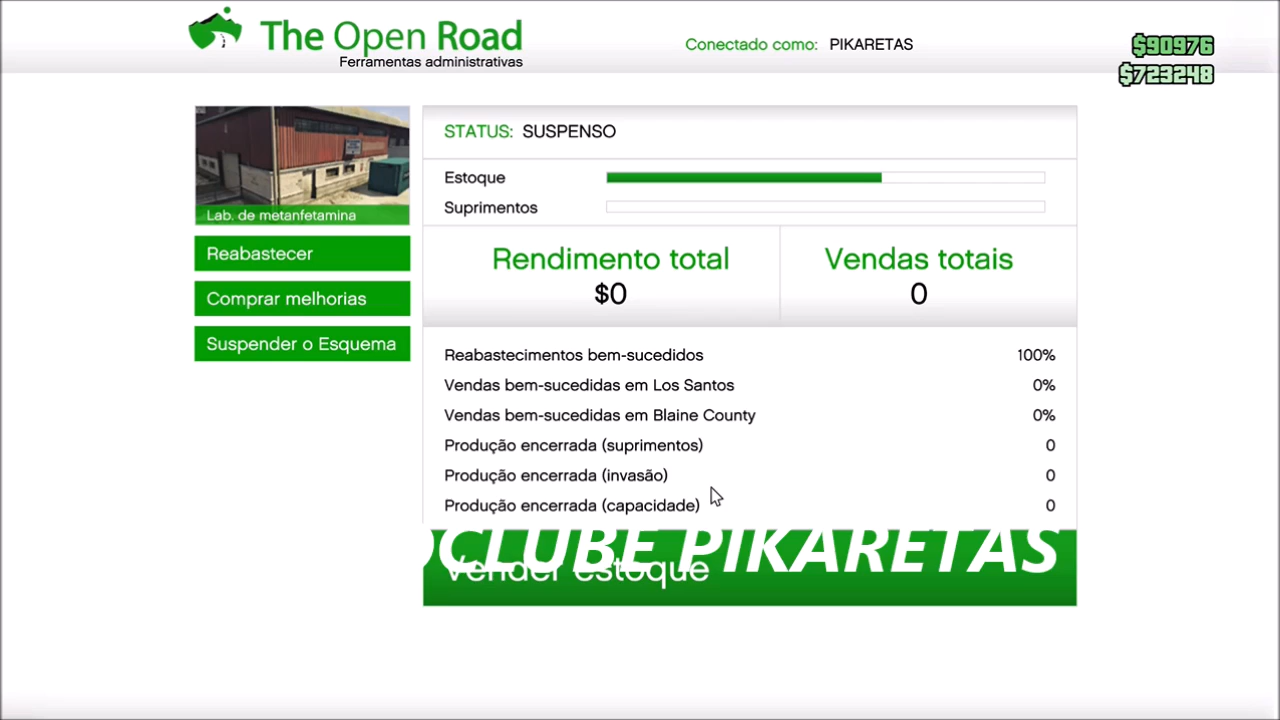 The Open Road
Ferramentas administrativas
Conectado como: PIKARETAS
$90976
$723248
Lab. de metanfetamina
Reabastecer
Comprar melhorias
Suspender o Esquema
STATUS: SUSPENSO
Estoque
Suprimentos
Rendimento total
$0
Vendas totais
0
Reabastecimentos bem-sucedidos 100%
Vendas bem-sucedidas em Los Santos 0%
Vendas bem-sucedidas em Blaine County 0%
Produção encerrada (suprimentos) 0
Produção encerrada (invasão) 0
Produção encerrada (capacidade) 0
OCLUBE PIKARETAS
Vender estoque